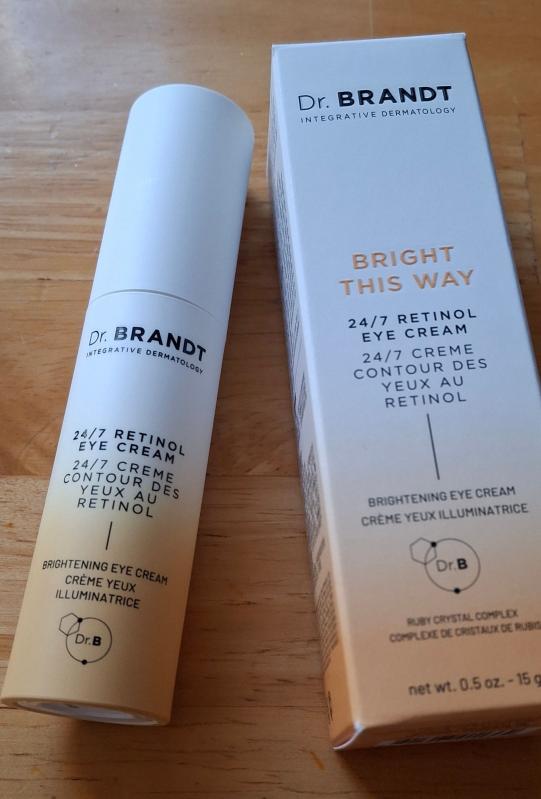 Dr. BRANDT
INTEGRATIVE DERMATOLOGY
24/7 RETINOL
EYE CREAM
24/7 CREME
CONTOUR DES
YEUX AU
RETINOL
BRIGHTENING EYE CREAM
CRÈME YEUX
ILLUMINATRICE
Dr.B
Dr. BRANDT
INTEGRATIVE DERMATOLOGY
BRIGHT
THIS WAY
24/7 RETINOL
EYE CREAM
24/7 CREME
CONTOUR DES
YEUX AU
RETINOL
BRIGHTENING EYE CREAM
CRÈME YEUX ILLUMINATRICE
Dr.B
RUBY CRYSTAL COMPLEX
COMPLEXE DE CRISTAUX DE RUBIS
net wt. 0.5 oz. - 15 g